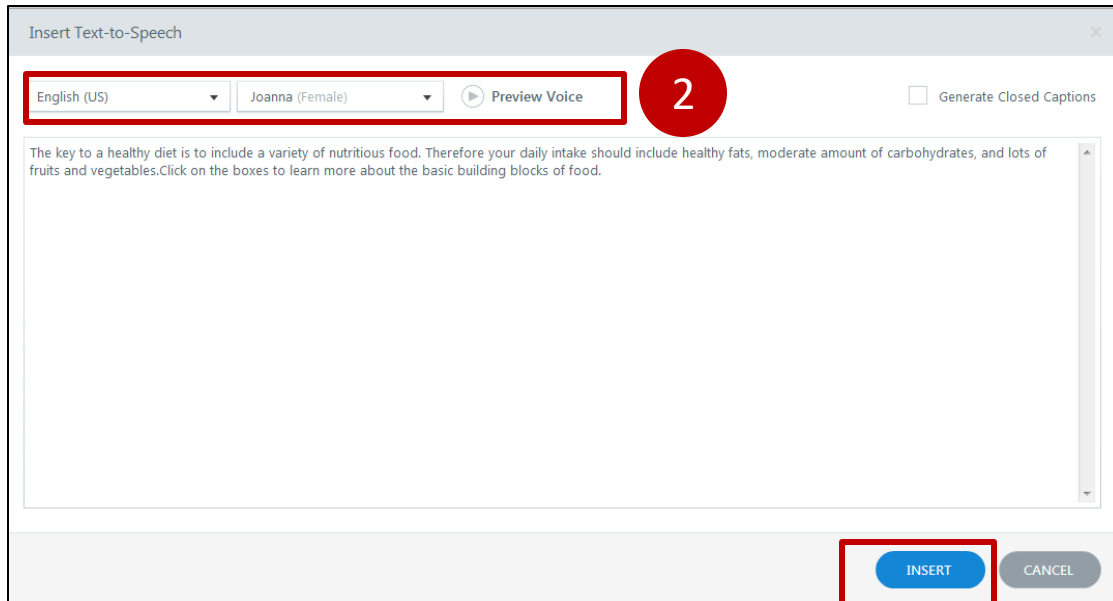 Insert Text-to-Speech
English (US) Joanna (Female) Preview Voice 2 Generate Closed Captions
The key to a healthy diet is to include a variety of nutritious food. Therefore your daily intake should include healthy fats, moderate amount of carbohydrates, and lots of
fruits and vegetables.Click on the boxes to learn more about the basic building blocks of food.
INSERT CANCEL